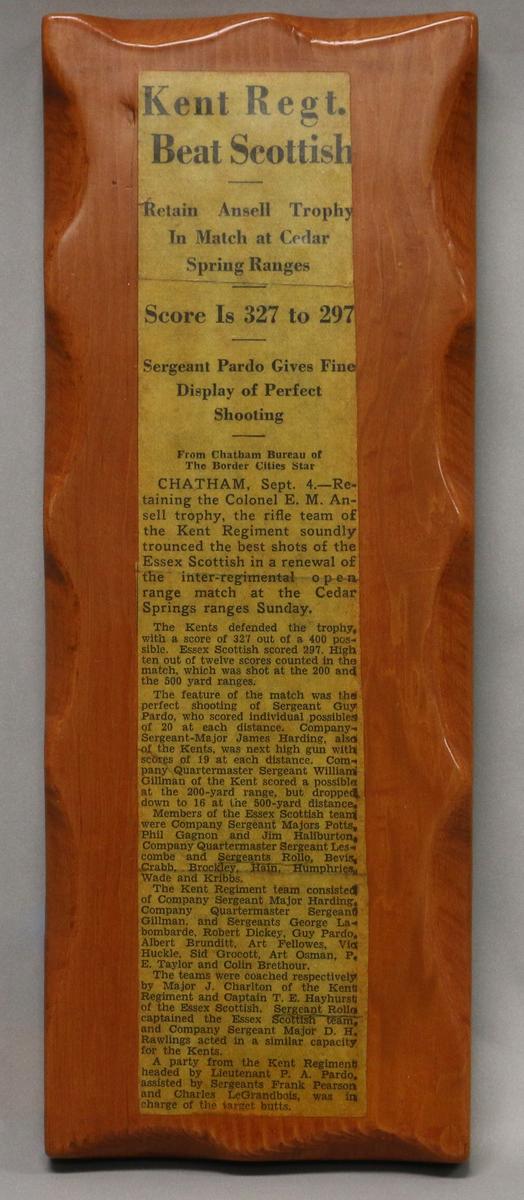 Kent Regt.
Beat Scottish
Retain Ansell Trophy
In Match at Cedar
Spring Ranges
Score Is 327 to 297
Sergeant Pardo Gives Fine
Display of Perfect
Shooting
From Chatham Bureau of
The Border Cities Star
CHATHAM, Sept. 4.—Re-
taining the Colonel E. M. An-
sell trophy, the rifle team of
the Kent Regiment soundly
trounced the best shots of the
Essex Scottish in a renewal of
the inter-regimental open
range match at the Cedar
Springs ranges Sunday.
The Kents defended the trophy,
with a score of 327 out of a 400 pos-
sible. Essex Scottish scored 297. High
ten out of twelve scores counted in the
match, which was shot at the 200 and
the 500 yard ranges.
The feature of the match was the
perfect shooting of Sergeant Guy
Pardo, who scored individual possibles
of 20 at each distance. Company-
Sergeant-Major James Harding, also
of the Kents, was next high gun with
scores of 19 at each distance. Com-
pany Quartermaster Sergeant William
Gillman of the Kent scored a possible
at the 200-yard range, but dropped
down to 16 at the 500-yard distance.
Members of the Essex Scottish team
were Company Sergeant Majors Potts,
Phil Gagnon and Jim Haliburton,
Company Quartermaster Sergeant Les-
combe and Sergeants Rollo, Bevis,
Crabb, Brockley, Hain, Humphries,
Wade and Kribbs.
The Kent Regiment team consisted
of Company Sergeant Major Harding,
Company Quartermaster Sergeant
Gillman, and Sergeants George La-
bombarde, Robert Dickey, Guy Pardo,
Albert Brunditt, Art Fellowes, Vic
Huckle, Sid Grocott, Art Osman, P.
E. Taylor and Colin Brethour.
The teams were coached respectively
by Major J. Charlton of the Kent
Regiment and Captain T. E. Hayhurst
of the Essex Scottish. Sergeant Rollo
captained the Essex Scottish team,
and Company Sergeant Major D. H.
Rawlings acted in a similar capacity
for the Kents.
A party from the Kent Regiment
headed by Lieutenant P. A. Pardo,
assisted by Sergeants Frank Pearson
and Charles LeGrandbois, was in
charge of the target butts.